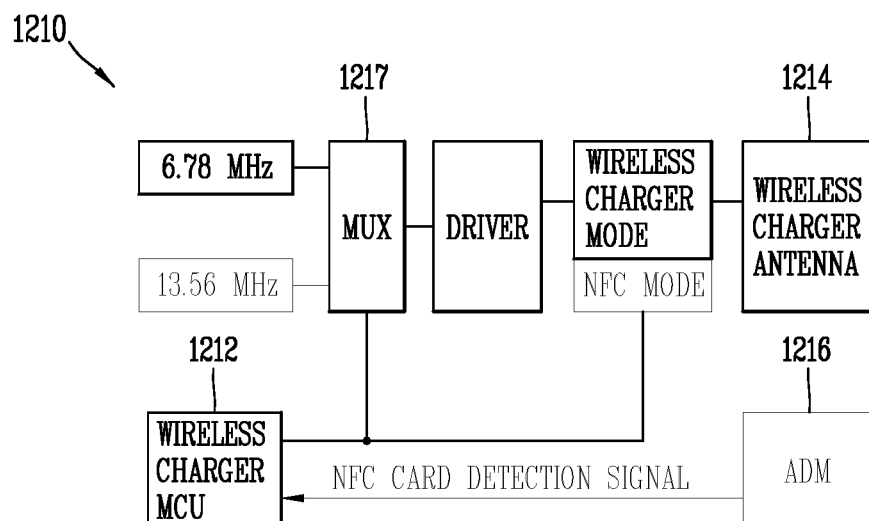 1210
1217
1214
6.78 MHz
MUX
DRIVER
WIRELESS
CHARGER
MODE
WIRELESS
CHARGER
ANTENNA
13.56 MHz
NFC MODE
1212
1216
WIRELESS
CHARGER
MCU
NFC CARD DETECTION SIGNAL
ADM